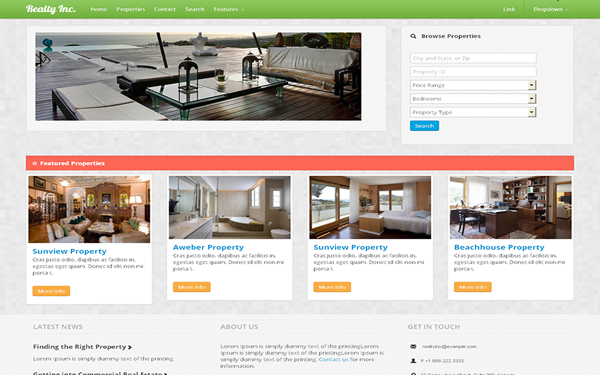 Realty Inc. Home Properties Contact Search Features Link Dropdown
Browse Properties
City and State, or Zip
Property ID
Price Range
Bedrooms
Property Type
Search
Featured Properties
Sunview Property
Cras justo odio, dapibus ac facilisis in, egestas eget quam. Donec id elit non mi porta t.
More info
Aweber Property
Cras justo odio, dapibus ac facilisis in, egestas eget quam. Donec id elit non mi porta t.
More info
Sunview Property
Cras justo odio, dapibus ac facilisis in, egestas eget quam. Donec id elit non mi porta t.
More info
Beachhouse Property
Cras justo odio, dapibus ac facilisis in, egestas eget quam. Donec id elit non mi porta t.
More info
LATEST NEWS
Finding the Right Property
Lorem Ipsum is simply dummy text of the printing.
Getting into Commercial Real Estate
ABOUT US
Lorem Ipsum is simply dummy text of the printing Lorem
Ipsum is simply dummy text of the printing Lorem Ipsum is
simply dummy text of the printing. Contact us for more
information.
GET IN TOUCH
realtyinc@example.com
P +1-888-222-3333